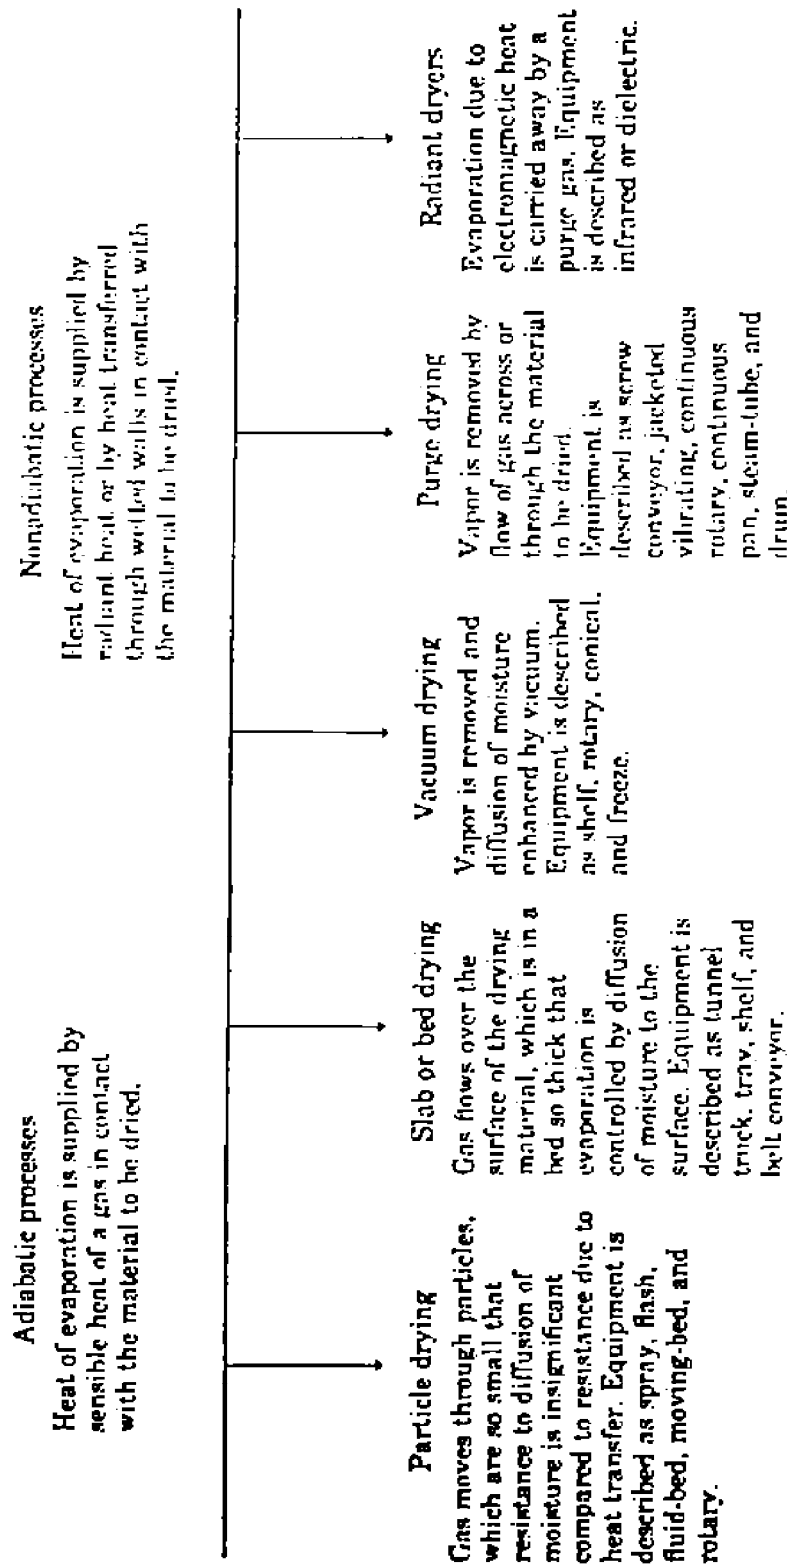 Adiabatic processes
Heat of evaporation is supplied by
sensible heat of a gas in contact
with the material to be dried.
Nonadiabatic processes
Heat of evaporation is supplied by
radiant heat or by heat transferred
through wetted walls in contact with
the material to be dried.
Particle drying
Gas moves through particles,
which are so small that
resistance to diffusion of
moisture is insignificant
compared to resistance due to
heat transfer. Equipment is
described as spray, flash,
fluid-bed, moving-bed, and
rotary.
Slab or bed drying
Gas flows over the
surface of the drying
material, which is in a
bed so thick that
evaporation is
controlled by diffusion
of moisture to the
surface. Equipment is
described as tunnel
truck, tray, shelf, and
belt conveyor.
Vacuum drying
Vapor is removed and
diffusion of moisture
enhanced by vacuum.
Equipment is described
as shelf, rotary, conical,
and freeze.
Purge drying
Vapor is removed by
flow of gas across or
through the material
to be dried.
Equipment is
described as screw
conveyor, jacketed
vibrating, continuous
rotary, continuous
pan, steam-tube, and
drum.
Radiant dryers
Evaporation due to
electromagnetic heat
is carried away by a
purge gas. Equipment
is described as
infrared or dielectric.